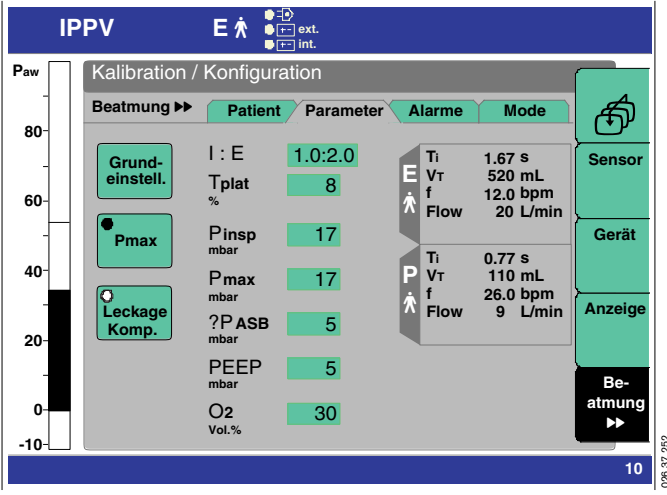 IPPV
E
ext.
int.
Paw
80
60
40
20
0
-10
Kalibration / Konfiguration
Beatmung
Patient
Parameter
Alarme
Mode
Grund-
einstell.
Pmax
Leckage
Komp.
I : E 1.0:2.0
Tplat 8
%
Pinsp 17
mbar
Pmax 17
mbar
?P ASB 5
mbar
PEEP 5
mbar
O2 30
Vol.%
E
Ti 1.67 s
VT 520 mL
f 12.0 bpm
Flow 20 L/min
P
Ti 0.77 s
VT 110 mL
f 26.0 bpm
Flow 9 L/min
Sensor
Gerät
Anzeige
Be-
atmung
10
026 37 252